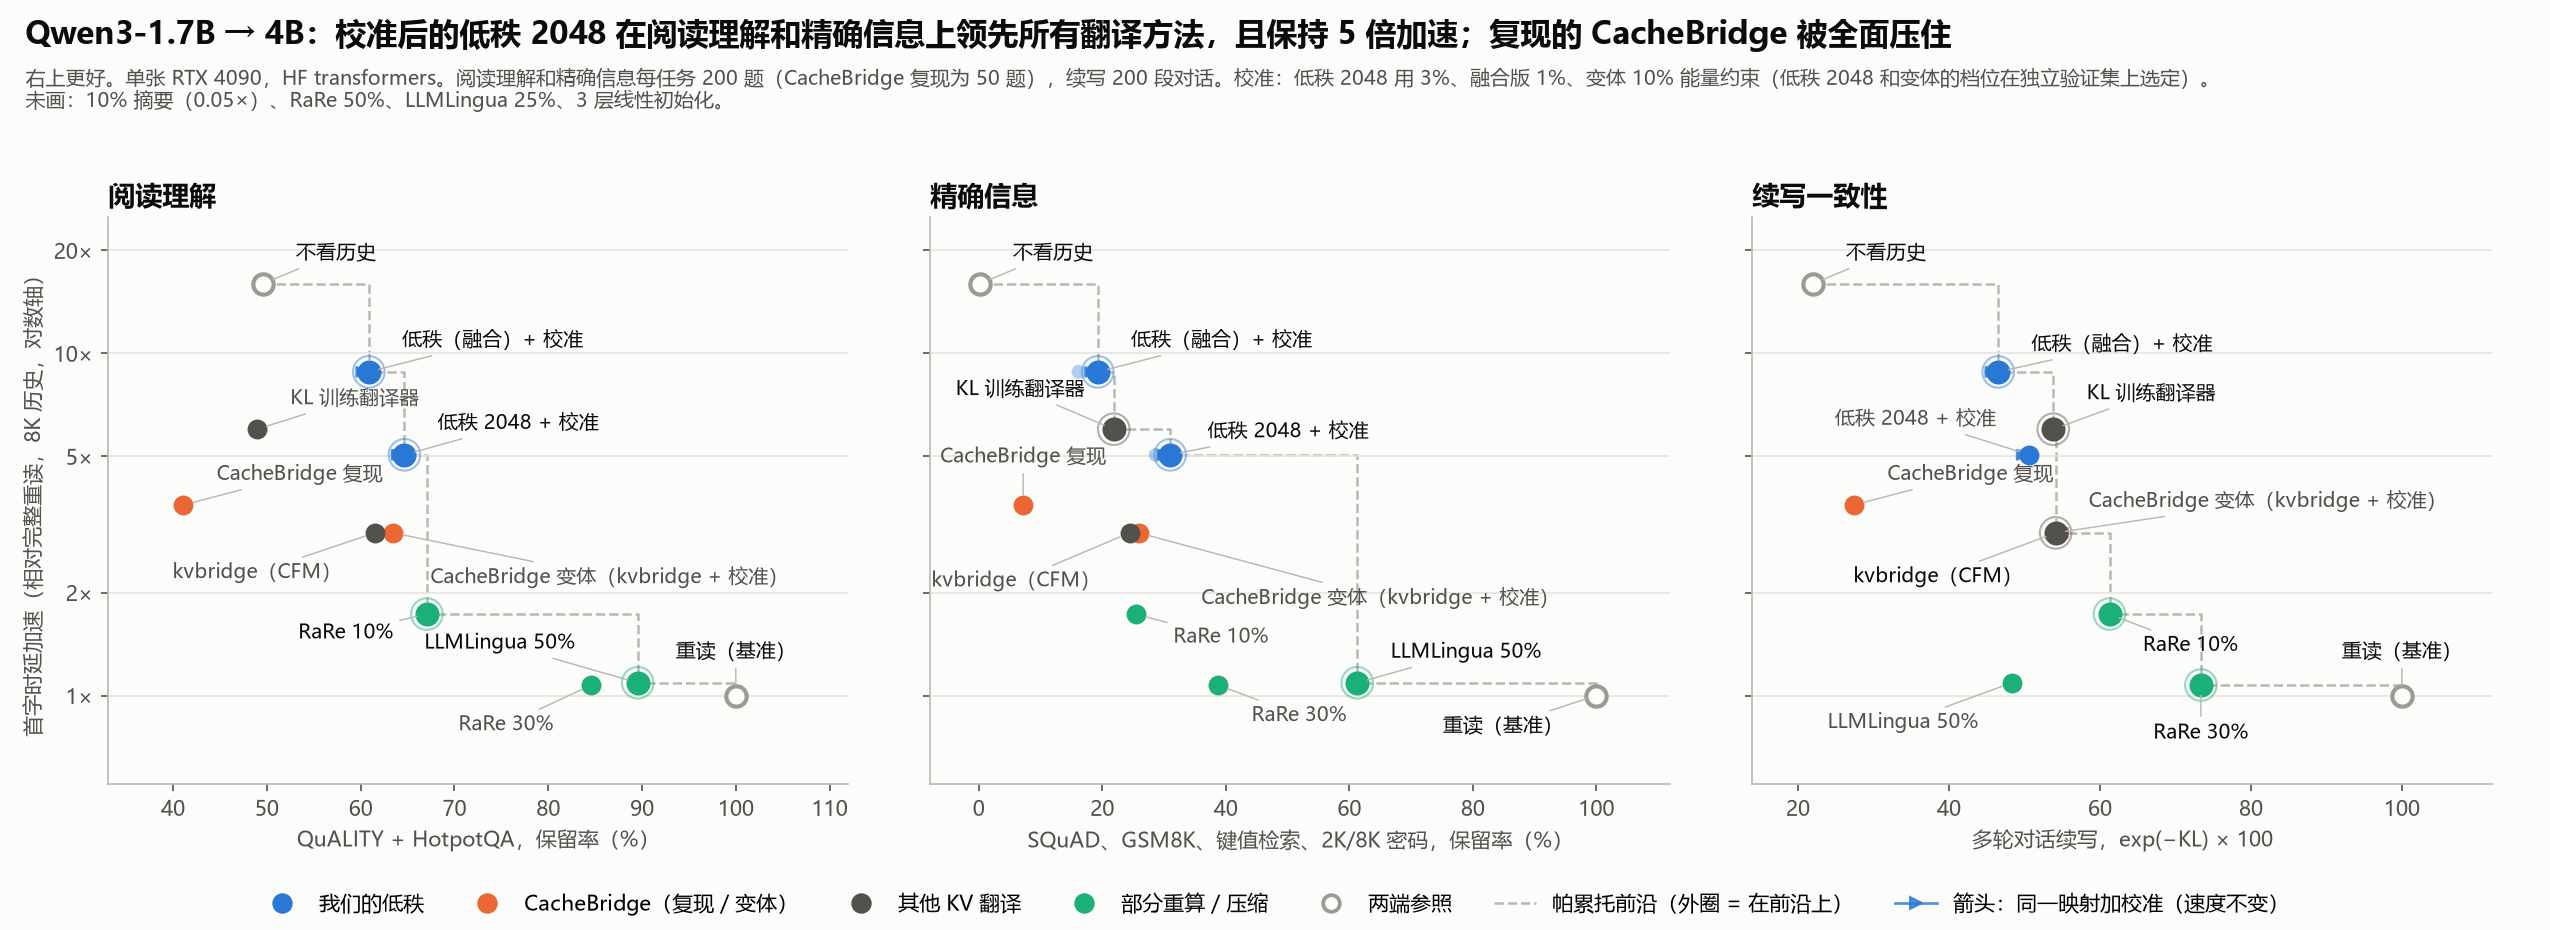 Qwen3-1.7B → 4B：校准后的低秩 2048 在阅读理解和精确信息上领先所有翻译方法，且保持 5 倍加速；复现的 CacheBridge 被全面压住
右上更好。单张 RTX 4090，HF transformers。阅读理解和精确信息每任务 200 题（CacheBridge 复现为 50 题），续写 200 段对话。校准：低秩 2048 用 3%、融合版 1%、变体 10% 能量约束（低秩 2048 和变体的档位在独立验证集上选定）。
未画：10% 摘要（0.05×）、RaRe 50%、LLMLingua 25%、3 层线性初始化。
阅读理解
首字时延加速（相对完整重读，8K 历史，对数轴）
20×
10×
5×
2×
1×
不看历史
低秩（融合）+ 校准
KL 训练翻译器
低秩 2048 + 校准
CacheBridge 复现
kvbridge（CFM）
CacheBridge 变体（kvbridge + 校准）
RaRe 10%
LLMLingua 50%
重读（基准）
RaRe 30%
40
50
60
70
80
90
100
110
QuALITY + HotpotQA，保留率（%）
精确信息
不看历史
低秩（融合）+ 校准
KL 训练翻译器
低秩 2048 + 校准
CacheBridge 复现
kvbridge（CFM）
CacheBridge 变体（kvbridge + 校准）
RaRe 10%
LLMLingua 50%
RaRe 30%
重读（基准）
0
20
40
60
80
100
SQuAD、GSM8K、键值检索、2K/8K 密码，保留率（%）
续写一致性
不看历史
低秩（融合）+ 校准
KL 训练翻译器
低秩 2048 + 校准
CacheBridge 复现
CacheBridge 变体（kvbridge + 校准）
kvbridge（CFM）
RaRe 10%
重读（基准）
LLMLingua 50%
RaRe 30%
20
40
60
80
100
多轮对话续写，exp(−KL) × 100
我们的低秩
CacheBridge（复现 / 变体）
其他 KV 翻译
部分重算 / 压缩
两端参照
帕累托前沿（外圈 = 在前沿上）
箭头：同一映射加校准（速度不变）